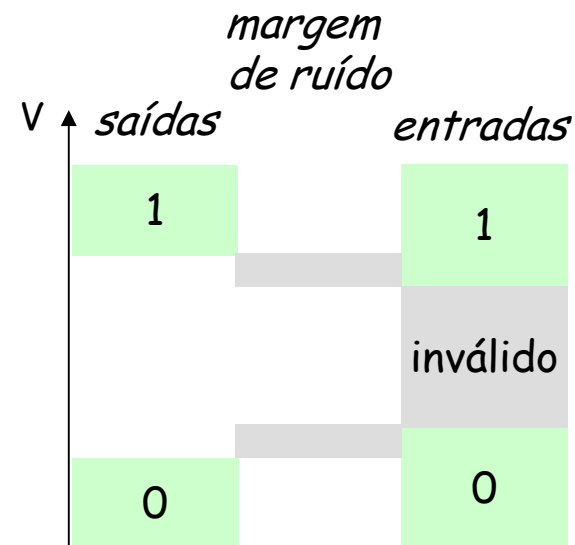 margem
de ruído
V saídas entradas
1 1
inválido
0 0